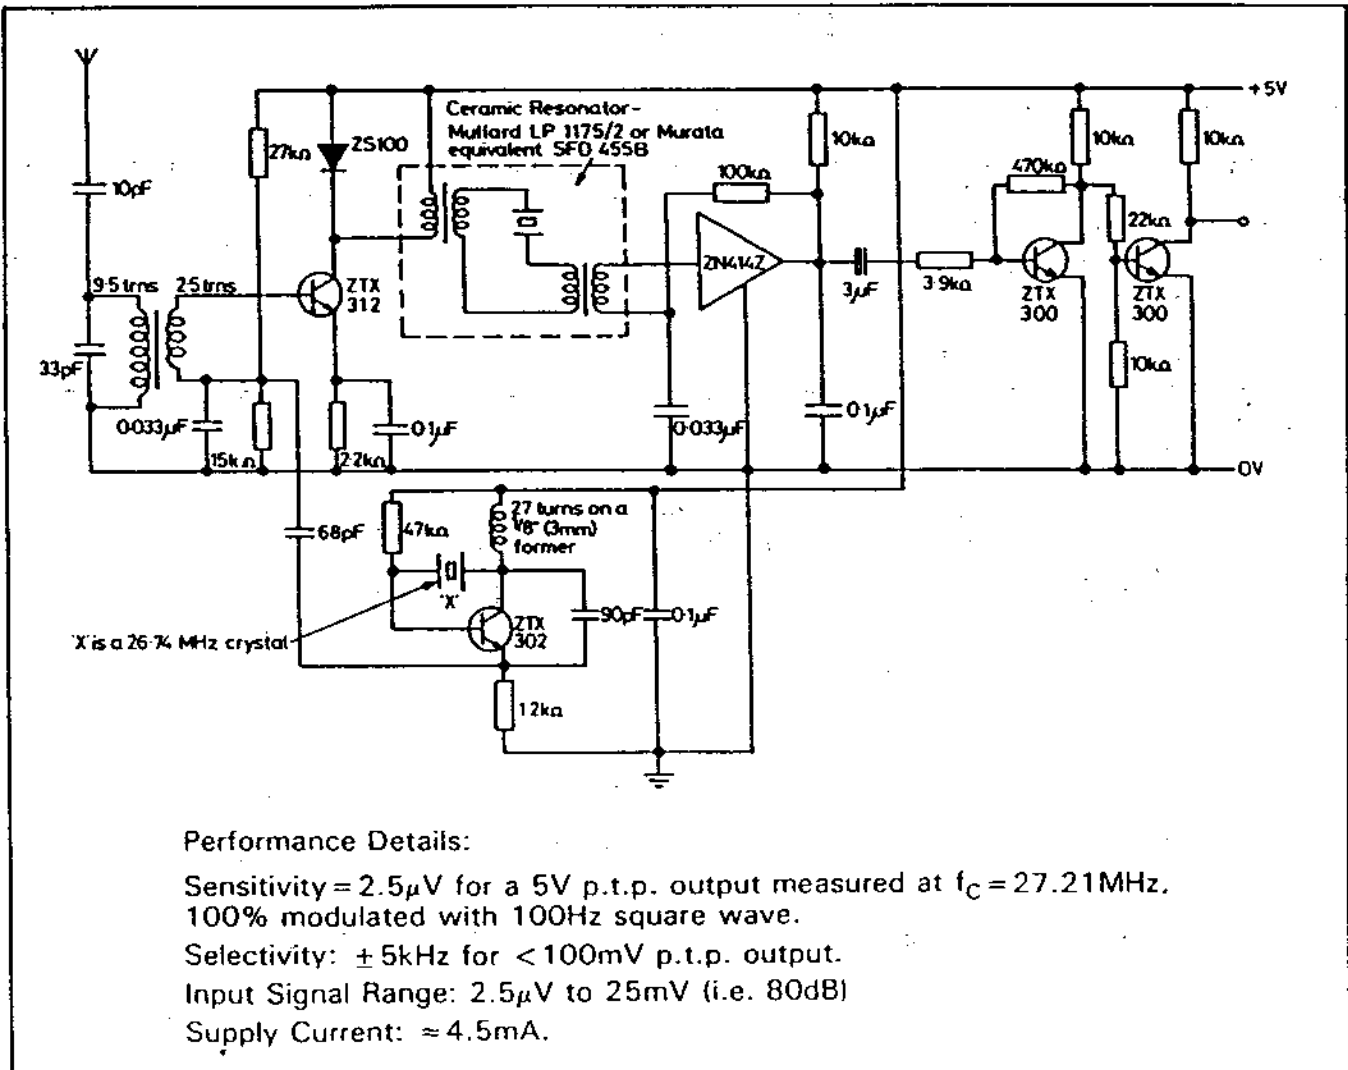 +5V
Ceramic Resonator-
Mullard LP 1175/2 or Murata
equivalent SFD 455B
27kΩ
ZS100
10kΩ
10kΩ
10kΩ
100kΩ
470kΩ
10pF
22kΩ
ZN414Z
9·5 trns
2·5 trns
ZTX
312
3µF
3·9kΩ
ZTX
300
ZTX
300
33pF
10kΩ
0·033µF
15kΩ
2·2kΩ
0·1µF
0·033µF
0·1µF
0V
68pF
47kΩ
27 turns on a
1/8" (3mm)
former
'X'
'X' is a 26·74 MHz crystal
ZTX
302
90pF
0·1µF
1·2kΩ
Performance Details:
Sensitivity = 2.5µV for a 5V p.t.p. output measured at fC = 27.21MHz.
100% modulated with 100Hz square wave.
Selectivity: ± 5kHz for < 100mV p.t.p. output.
Input Signal Range: 2.5µV to 25mV (i.e. 80dB)
Supply Current: ≈ 4.5mA.